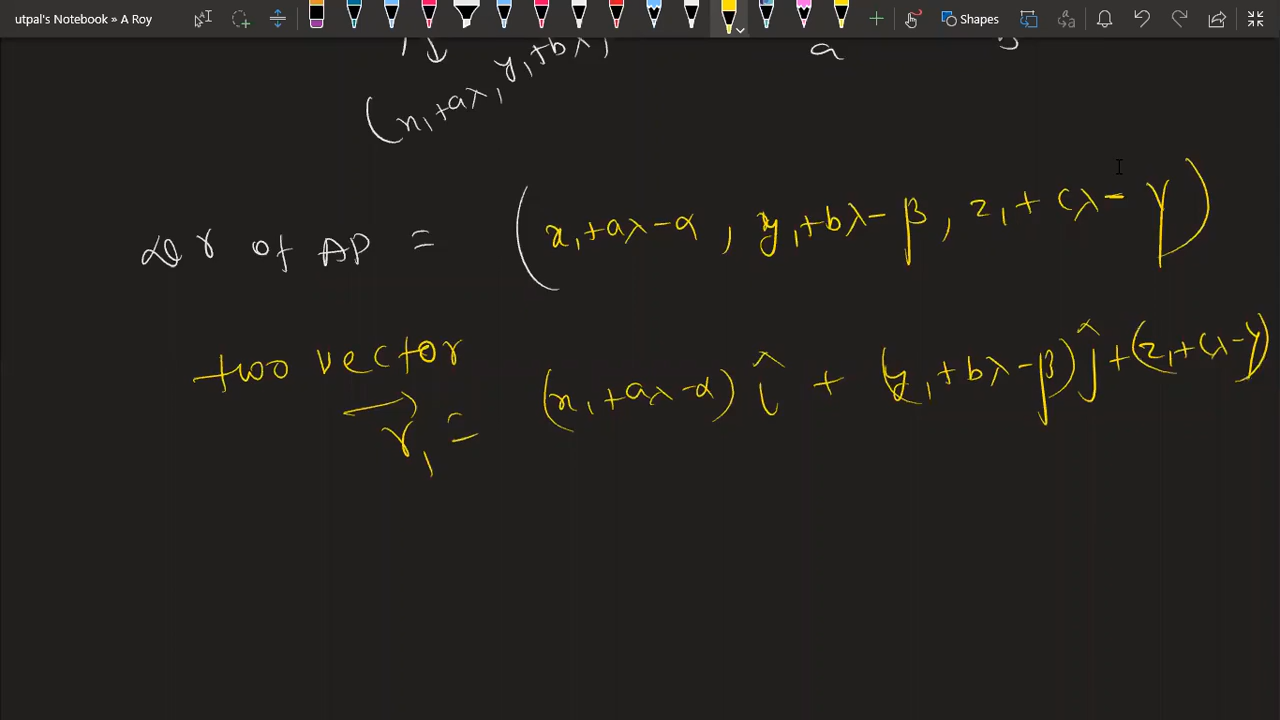 utpal's Notebook » A Roy
Shapes
a
(x₁+aλ, y₁+bλ,
Dr of AP = (x₁+aλ-α, y₁+bλ-β, z₁+cλ-γ)
two vector
r₁ = (x₁+aλ-α) î + (y₁+bλ-β) ĵ + (z₁+cλ-γ)